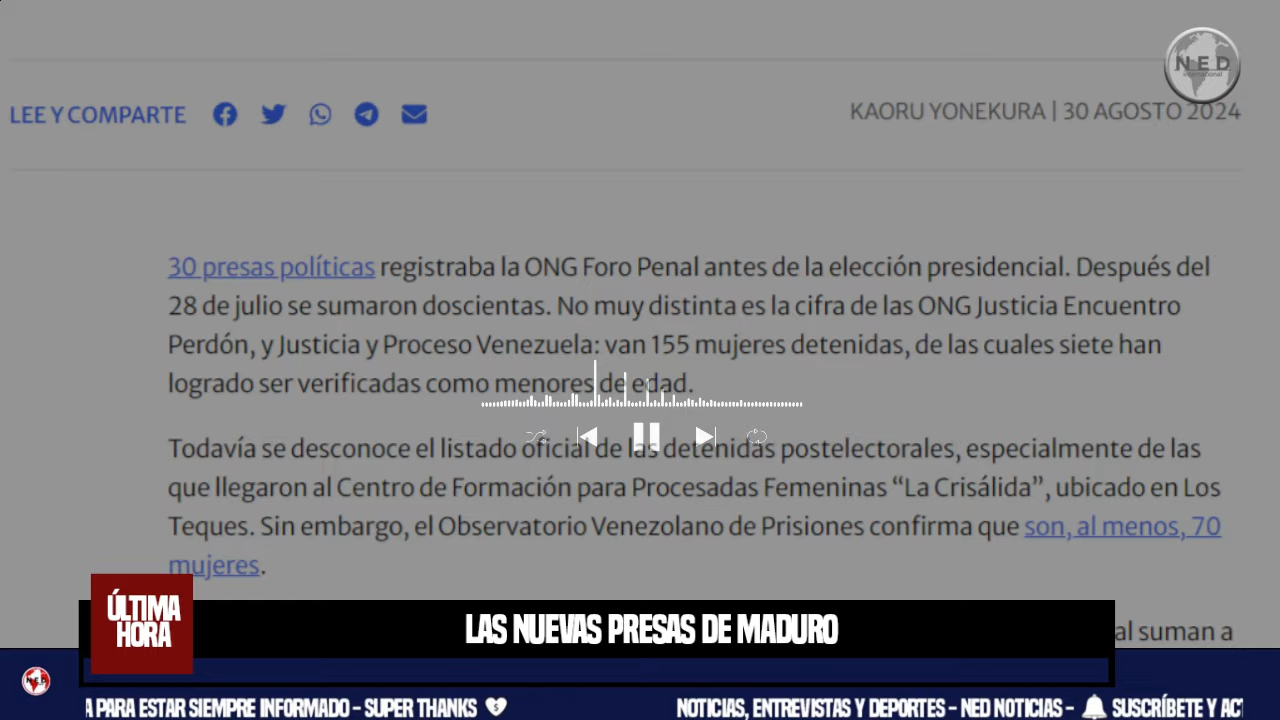 NED
International
LEE Y COMPARTE
KAORU YONEKURA | 30 AGOSTO 2024
30 presas políticas registraba la ONG Foro Penal antes de la elección presidencial. Después del
28 de julio se sumaron doscientas. No muy distinta es la cifra de las ONG Justicia Encuentro
Perdón, y Justicia y Proceso Venezuela: van 155 mujeres detenidas, de las cuales siete han
logrado ser verificadas como menores de edad.
Todavía se desconoce el listado oficial de las detenidas postelectorales, especialmente de las
que llegaron al Centro de Formación para Procesadas Femeninas “La Crisálida”, ubicado en Los
Teques. Sin embargo, el Observatorio Venezolano de Prisiones confirma que son, al menos, 70
mujeres.
al suman a
ÚLTIMA
HORA
LAS NUEVAS PRESAS DE MADURO
NED
A PARA ESTAR SIEMPRE INFORMADO - SUPER THANKS
NOTICIAS, ENTREVISTAS Y DEPORTES - NED NOTICIAS -
SUSCRÍBETE Y ACT